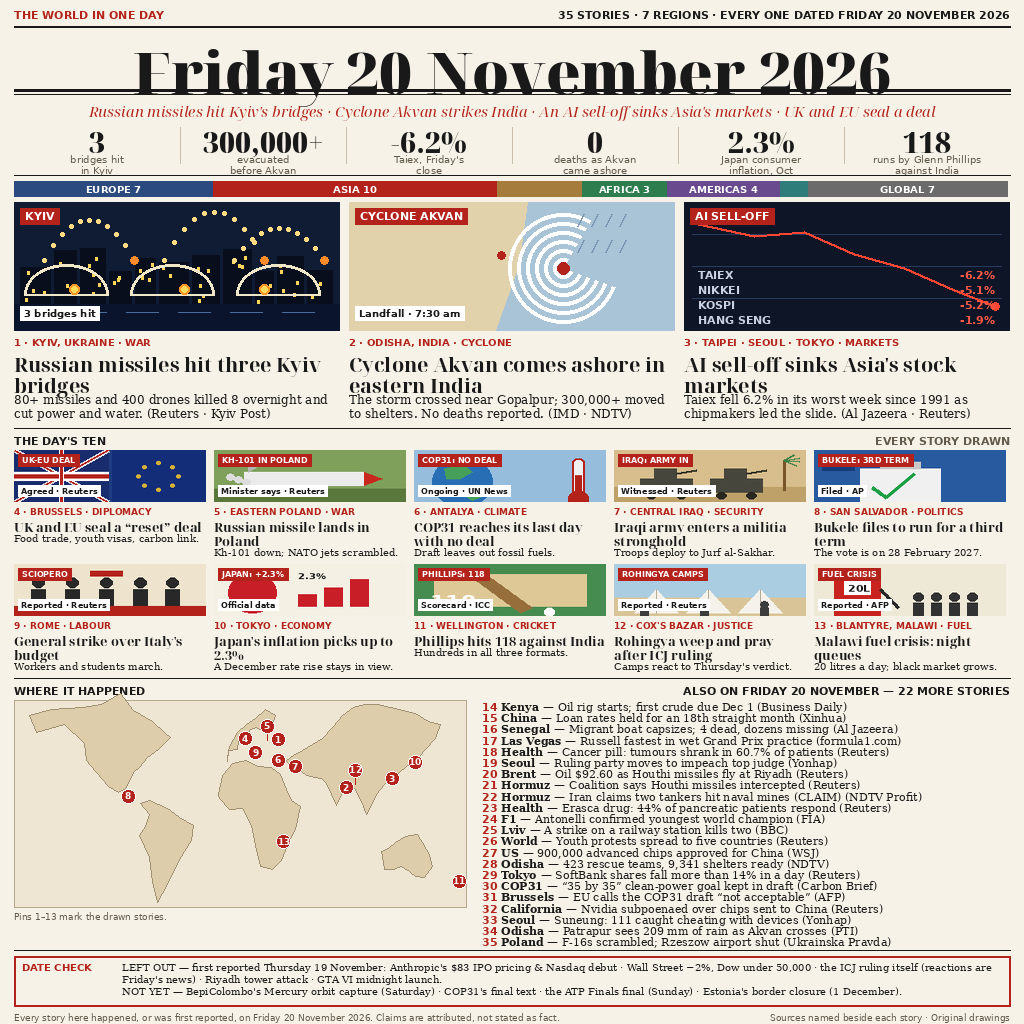 THE WORLD IN ONE DAY
35 STORIES · 7 REGIONS · EVERY ONE DATED FRIDAY 20 NOVEMBER 2026
Friday 20 November 2026
Russian missiles hit Kyiv's bridges · Cyclone Akvan strikes India · An AI sell-off sinks Asia's markets · UK and EU seal a deal
3
bridges hit
in Kyiv
300,000+
evacuated
before Akvan
-6.2%
Taiex, Friday's
close
0
deaths as Akvan
came ashore
2.3%
Japan consumer
inflation, Oct
118
runs by Glenn Phillips
against India
EUROPE 7
ASIA 10
AFRICA 3
AMERICAS 4
GLOBAL 7
KYIV
3 bridges hit
CYCLONE AKVAN
Landfall · 7:30 am
AI SELL-OFF
TAIEX -6.2%
NIKKEI -5.1%
KOSPI -5.2%
HANG SENG -1.9%
1 · KYIV, UKRAINE · WAR
Russian missiles hit three Kyiv
bridges
80+ missiles and 400 drones killed 8 overnight and
cut power and water. (Reuters · Kyiv Post)
2 · ODISHA, INDIA · CYCLONE
Cyclone Akvan comes ashore in
eastern India
The storm crossed near Gopalpur; 300,000+ moved
to shelters. No deaths reported. (IMD · NDTV)
3 · TAIPEI · SEOUL · TOKYO · MARKETS
AI sell-off sinks Asia's stock
markets
Taiex fell 6.2% in its worst week since 1991 as
chipmakers led the slide. (Al Jazeera · Reuters)
THE DAY'S TEN
EVERY STORY DRAWN
UK-EU DEAL
Agreed · Reuters
4 · BRUSSELS · DIPLOMACY
UK and EU seal a “reset” deal
Food trade, youth visas, carbon link.
KH-101 IN POLAND
Minister says · Reuters
5 · EASTERN POLAND · WAR
Russian missile lands in
Poland
Kh-101 down; NATO jets scrambled.
COP31: NO DEAL
Ongoing · UN News
6 · ANTALYA · CLIMATE
COP31 reaches its last day
with no deal
Draft leaves out fossil fuels.
IRAQ: ARMY IN
Witnessed · Reuters
7 · CENTRAL IRAQ · SECURITY
Iraqi army enters a militia
stronghold
Troops deploy to Jurf al-Sakhar.
BUKELE: 3RD TERM
Filed · AP
8 · SAN SALVADOR · POLITICS
Bukele files to run for a third
term
The vote is on 28 February 2027.
SCIOPERO
Reported · Reuters
9 · ROME · LABOUR
General strike over Italy's
budget
Workers and students march.
JAPAN: +2.3%
2.3%
Official data
10 · TOKYO · ECONOMY
Japan's inflation picks up to
2.3%
A December rate rise stays in view.
PHILLIPS: 118
118
Scorecard · ICC
11 · WELLINGTON · CRICKET
Phillips hits 118 against India
Hundreds in all three formats.
ROHINGYA CAMPS
Reported · Reuters
12 · COX'S BAZAR · JUSTICE
Rohingya weep and pray
after ICJ ruling
Camps react to Thursday's verdict.
FUEL CRISIS
20L
Reported · AFP
13 · BLANTYRE, MALAWI · FUEL
Malawi fuel crisis: night
queues
20 litres a day; black market grows.
WHERE IT HAPPENED
5
4
1
9
6
7
12
10
3
2
8
13
11
Pins 1–13 mark the drawn stories.
ALSO ON FRIDAY 20 NOVEMBER — 22 MORE STORIES
14 Kenya — Oil rig starts; first crude due Dec 1 (Business Daily)
15 China — Loan rates held for an 18th straight month (Xinhua)
16 Senegal — Migrant boat capsizes; 4 dead, dozens missing (Al Jazeera)
17 Las Vegas — Russell fastest in wet Grand Prix practice (formula1.com)
18 Health — Cancer pill: tumours shrank in 60.7% of patients (Reuters)
19 Seoul — Ruling party moves to impeach top judge (Yonhap)
20 Brent — Oil $92.60 as Houthi missiles fly at Riyadh (Reuters)
21 Hormuz — Coalition says Houthi missiles intercepted (Reuters)
22 Hormuz — Iran claims two tankers hit naval mines (CLAIM) (NDTV Profit)
23 Health — Erasca drug: 44% of pancreatic patients respond (Reuters)
24 F1 — Antonelli confirmed youngest world champion (FIA)
25 Lviv — A strike on a railway station kills two (BBC)
26 World — Youth protests spread to five countries (Reuters)
27 US — 900,000 advanced chips approved for China (WSJ)
28 Odisha — 423 rescue teams, 9,341 shelters ready (NDTV)
29 Tokyo — SoftBank shares fall more than 14% in a day (Reuters)
30 COP31 — “35 by 35” clean-power goal kept in draft (Carbon Brief)
31 Brussels — EU calls the COP31 draft “not acceptable” (AFP)
32 California — Nvidia subpoenaed over chips sent to China (Reuters)
33 Seoul — Suneung: 111 caught cheating with devices (Yonhap)
34 Odisha — Patrapur sees 209 mm of rain as Akvan crosses (PTI)
35 Poland — F-16s scrambled; Rzeszow airport shut (Ukrainska Pravda)
DATE CHECK
LEFT OUT — first reported Thursday 19 November: Anthropic's $83 IPO pricing & Nasdaq debut · Wall Street −2%, Dow under 50,000 · the ICJ ruling itself (reactions are
Friday's news) · Riyadh tower attack · GTA VI midnight launch.
NOT YET — BepiColombo's Mercury orbit capture (Saturday) · COP31's final text · the ATP Finals final (Sunday) · Estonia's border closure (1 December).
Every story here happened, or was first reported, on Friday 20 November 2026. Claims are attributed, not stated as fact.
Sources named beside each story · Original drawings